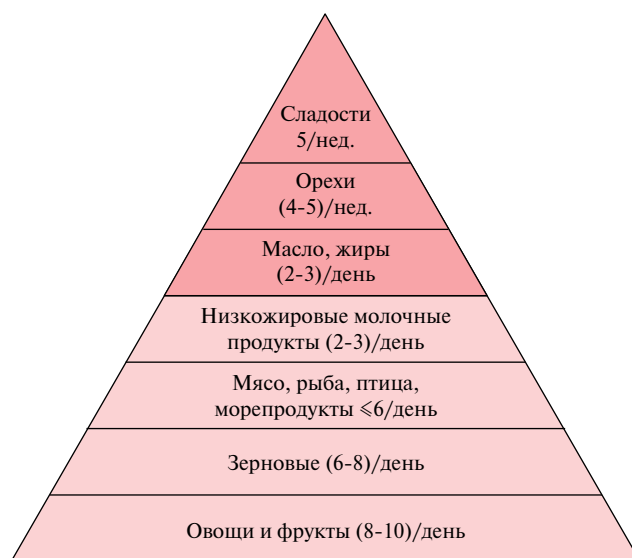 Сладости
5/нед.
Орехи
(4-5)/нед.
Масло, жиры
(2-3)/день
Низкожировые молочные
продукты (2-3)/день
Мясо, рыба, птица,
морепродукты ⩽6/день
Зерновые (6-8)/день
Овощи и фрукты (8-10)/день